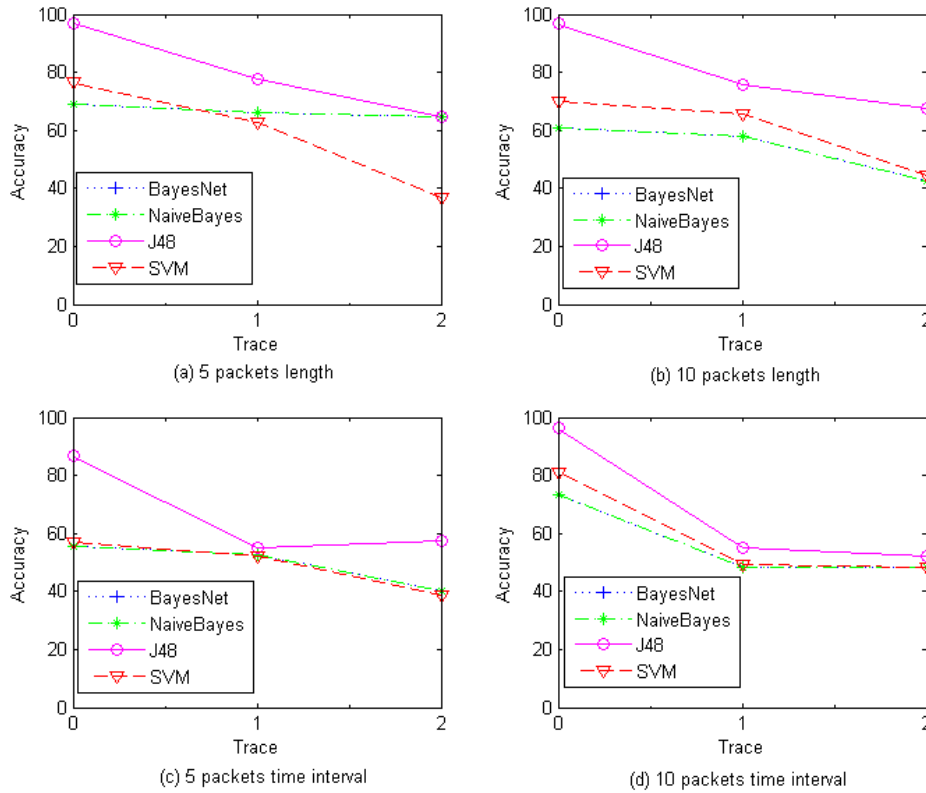 100
80
60
40
20
0
Accuracy
BayesNet
NaiveBayes
J48
SVM
0 1 2
Trace
(a) 5 packets length
100
80
60
40
20
0
Accuracy
BayesNet
NaiveBayes
J48
SVM
0 1 2
Trace
(b) 10 packets length
100
80
60
40
20
0
Accuracy
BayesNet
NaiveBayes
J48
SVM
0 1 2
Trace
(c) 5 packets time interval
100
80
60
40
20
0
Accuracy
BayesNet
NaiveBayes
J48
SVM
0 1 2
Trace
(d) 10 packets time interval